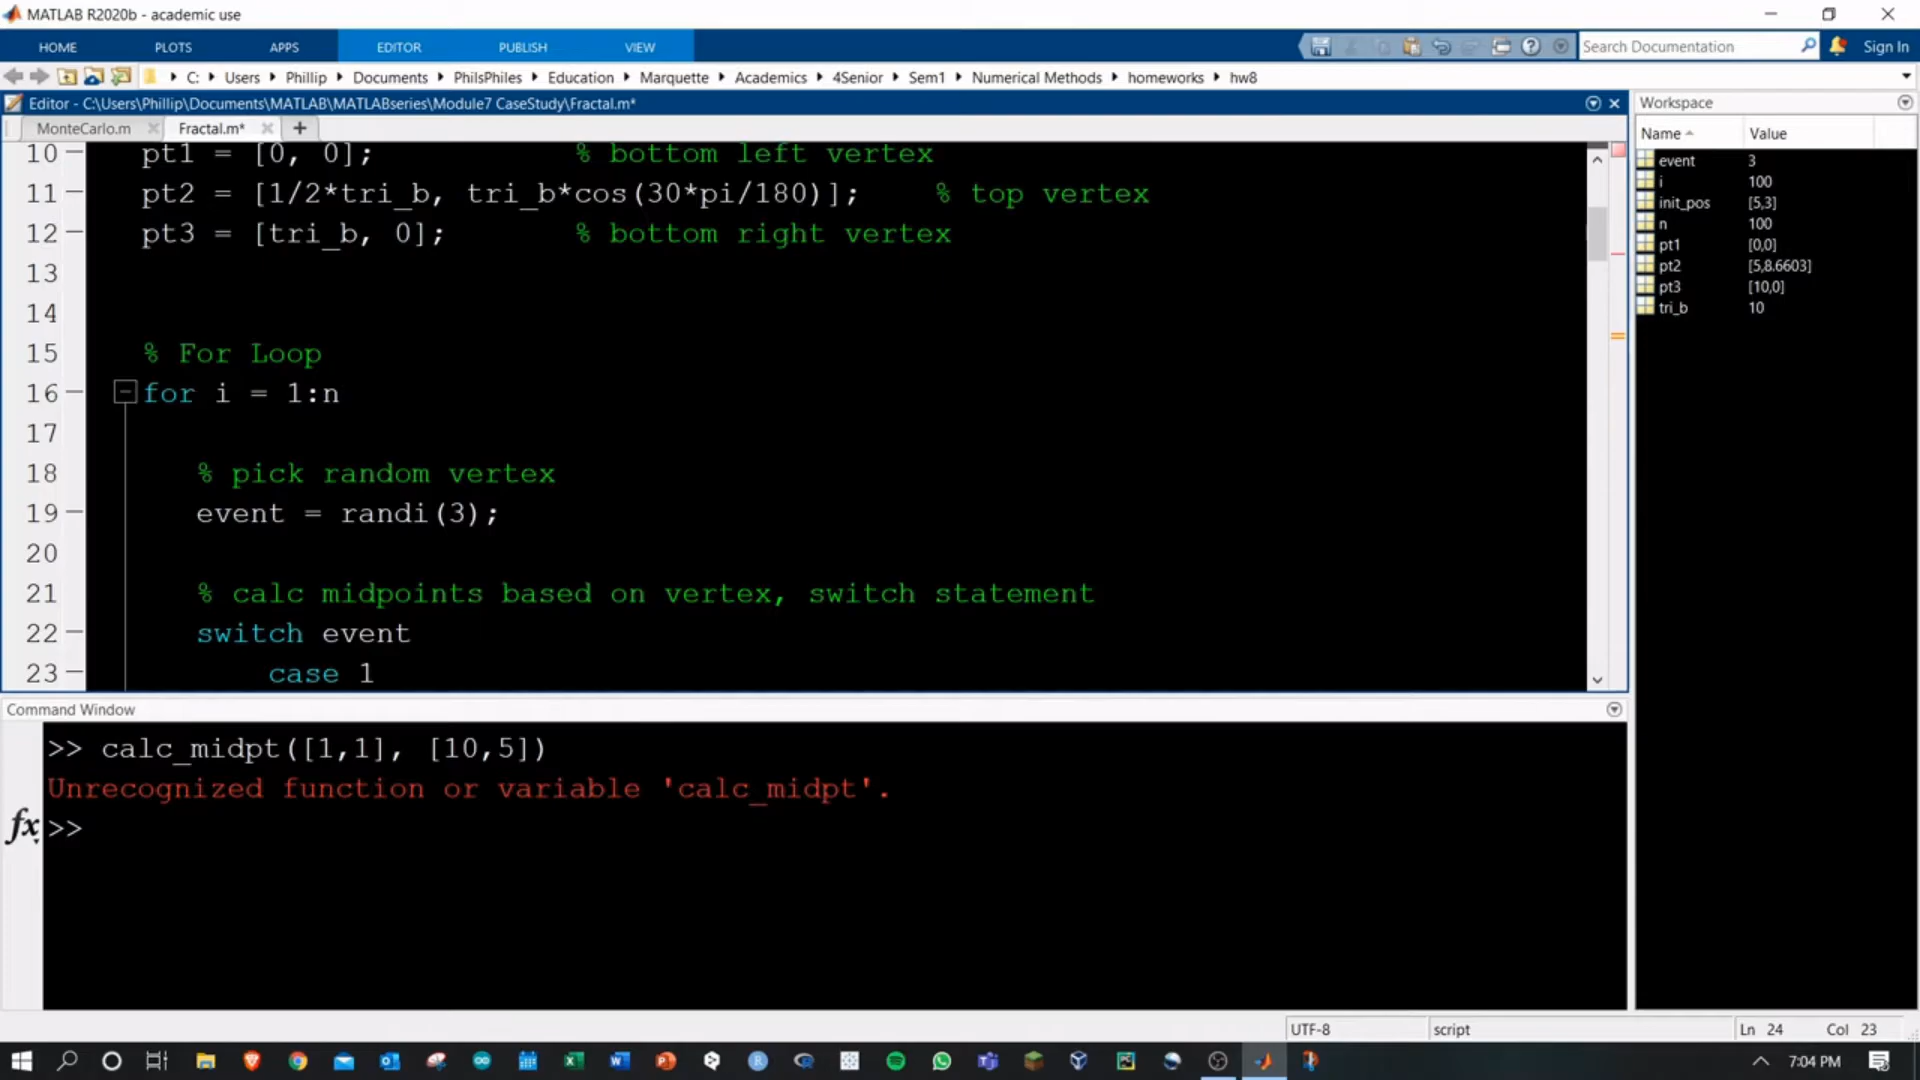 MATLAB R2020b - academic use
HOME PLOTS APPS EDITOR PUBLISH VIEW Search Documentation Sign In
C: Users Phillip Documents PhilsPhiles Education Marquette Academics 4Senior Sem1 Numerical Methods homeworks hw8
Editor - C:\Users\Phillip\Documents\MATLAB\MATLABseries\Module7 CaseStudy\Fractal.m*
MonteCarlo.m Fractal.m*
10 pt1 = [0, 0]; % bottom left vertex
11 pt2 = [1/2*tri_b, tri_b*cos(30*pi/180)]; % top vertex
12 pt3 = [tri_b, 0]; % bottom right vertex
13
14
15 % For Loop
16 for i = 1:n
17
18 % pick random vertex
19 event = randi(3);
20
21 % calc midpoints based on vertex, switch statement
22 switch event
23 case 1
Command Window
>> calc_midpt([1,1], [10,5])
Unrecognized function or variable 'calc_midpt'.
fx >>
Workspace
Name Value
event 3
i 100
init_pos [5,3]
n 100
pt1 [0,0]
pt2 [5,8.6603]
pt3 [10,0]
tri_b 10
UTF-8 script Ln 24 Col 23
7:04 PM